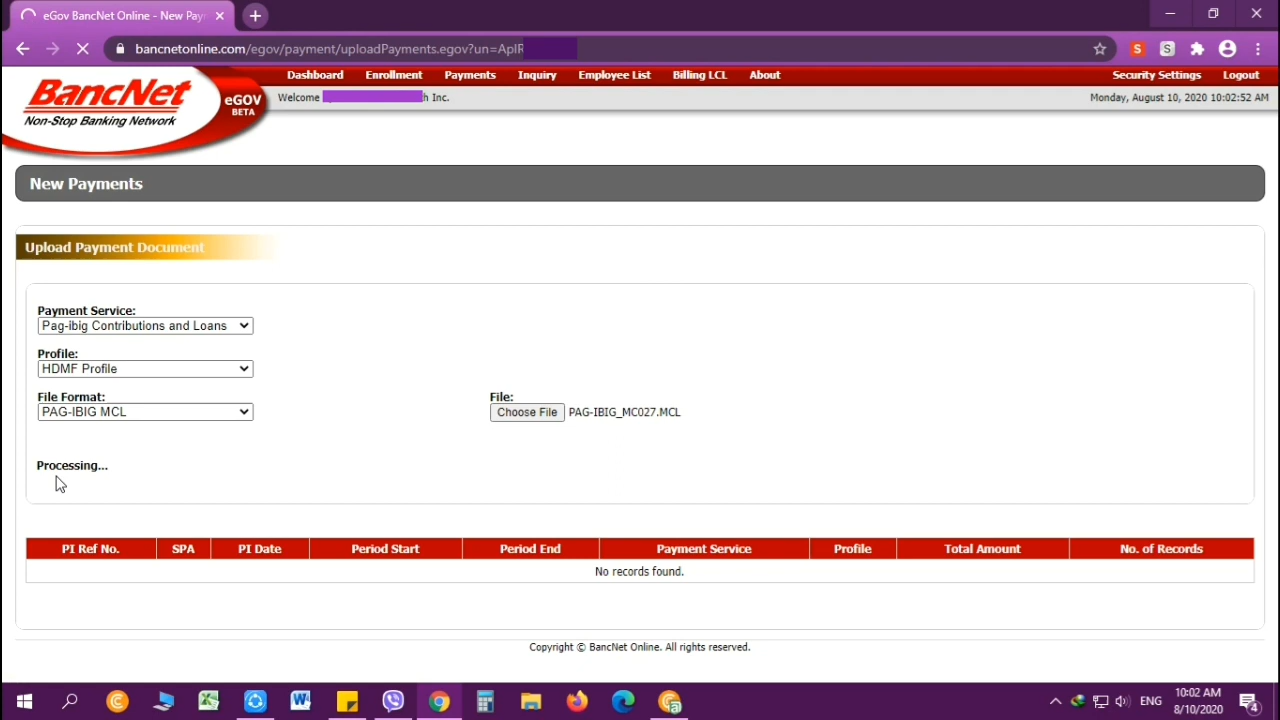 eGov BancNet Online - New Pay
bancnetonline.com/egov/payment/uploadPayments.egov?un=ApIR
S S
BancNet
Non-Stop Banking Network
eGOV
BETA
Dashboard Enrollment Payments Inquiry Employee List Billing LCL About Security Settings Logout
Welcome h Inc. Monday, August 10, 2020 10:02:52 AM
New Payments
Upload Payment Document
Payment Service:
Pag-ibig Contributions and Loans
Profile:
HDMF Profile
File Format: File:
PAG-IBIG MCL Choose File PAG-IBIG_MC027.MCL
Processing...
PI Ref No. SPA PI Date Period Start Period End Payment Service Profile Total Amount No. of Records
No records found.
Copyright © BancNet Online. All rights reserved.
ENG 10:02 AM
8/10/2020 4